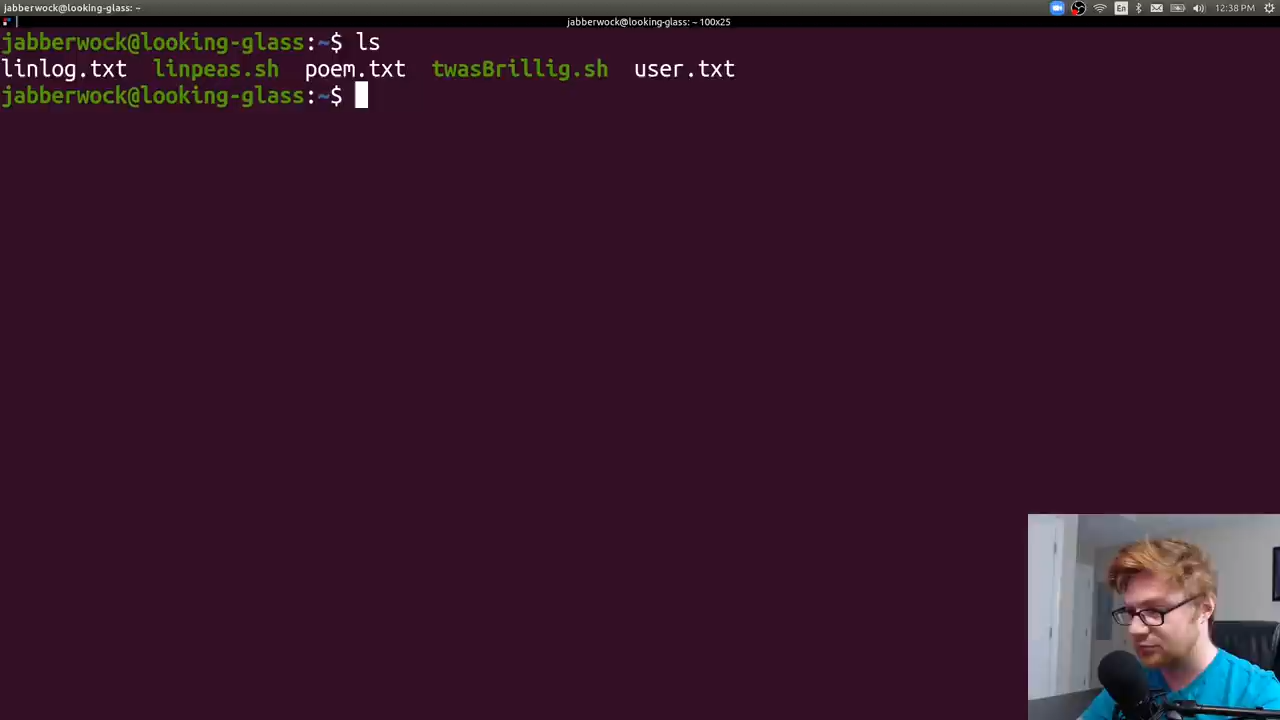 jabberwock@looking-glass: ~
En
12:38 PM
jabberwock@looking-glass: ~ 100x25
jabberwock@looking-glass:~$ ls
linlog.txt  linpeas.sh  poem.txt  twasBrillig.sh  user.txt
jabberwock@looking-glass:~$